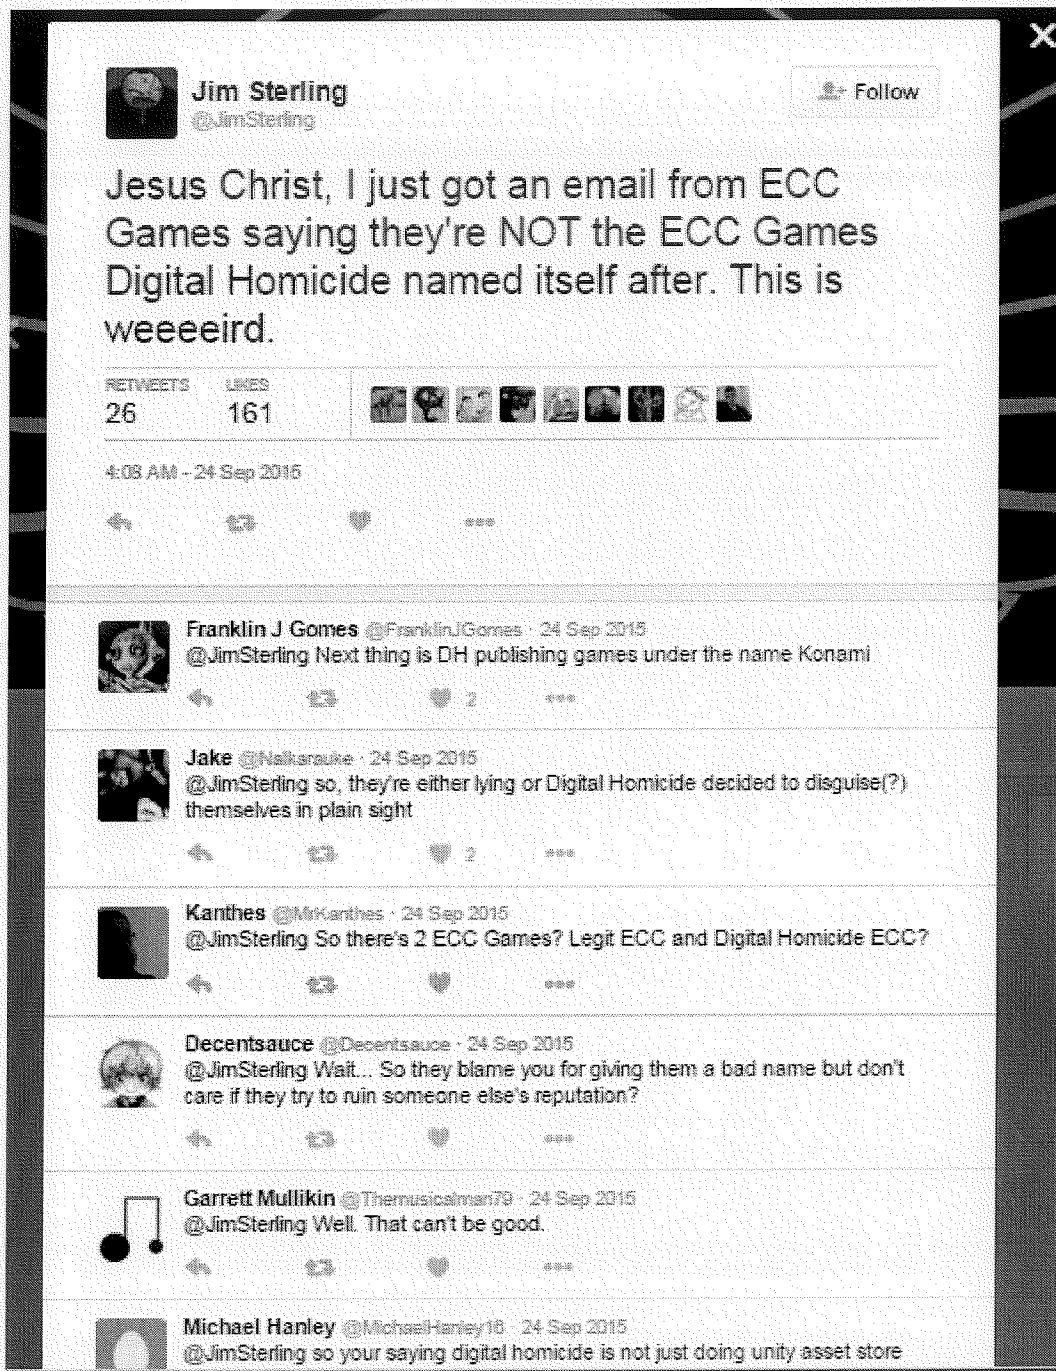 Jim Sterling
@JimSterling
Follow
Jesus Christ, I just got an email from ECC
Games saying they're NOT the ECC Games
Digital Homicide named itself after. This is
weeeeird.
RETWEETS LIKES
26 161
4:08 AM - 24 Sep 2015
Franklin J Gomes @FranklinJGomes · 24 Sep 2015
@JimSterling Next thing is DH publishing games under the name Konami
2
Jake @Nalkarauke · 24 Sep 2015
@JimSterling so, they're either lying or Digital Homicide decided to disguise(?)
themselves in plain sight
2
Kanthes @MrKanthes · 24 Sep 2015
@JimSterling So there's 2 ECC Games? Legit ECC and Digital Homicide ECC?
Decentsauce @Decentsauce · 24 Sep 2015
@JimSterling Wait... So they blame you for giving them a bad name but don't
care if they try to ruin someone else's reputation?
Garrett Mullikin @Themusicalman79 · 24 Sep 2015
@JimSterling Well. That can't be good.
Michael Hanley @MichaelHanley16 · 24 Sep 2015
@JimSterling so your saying digital homicide is not just doing unity asset store